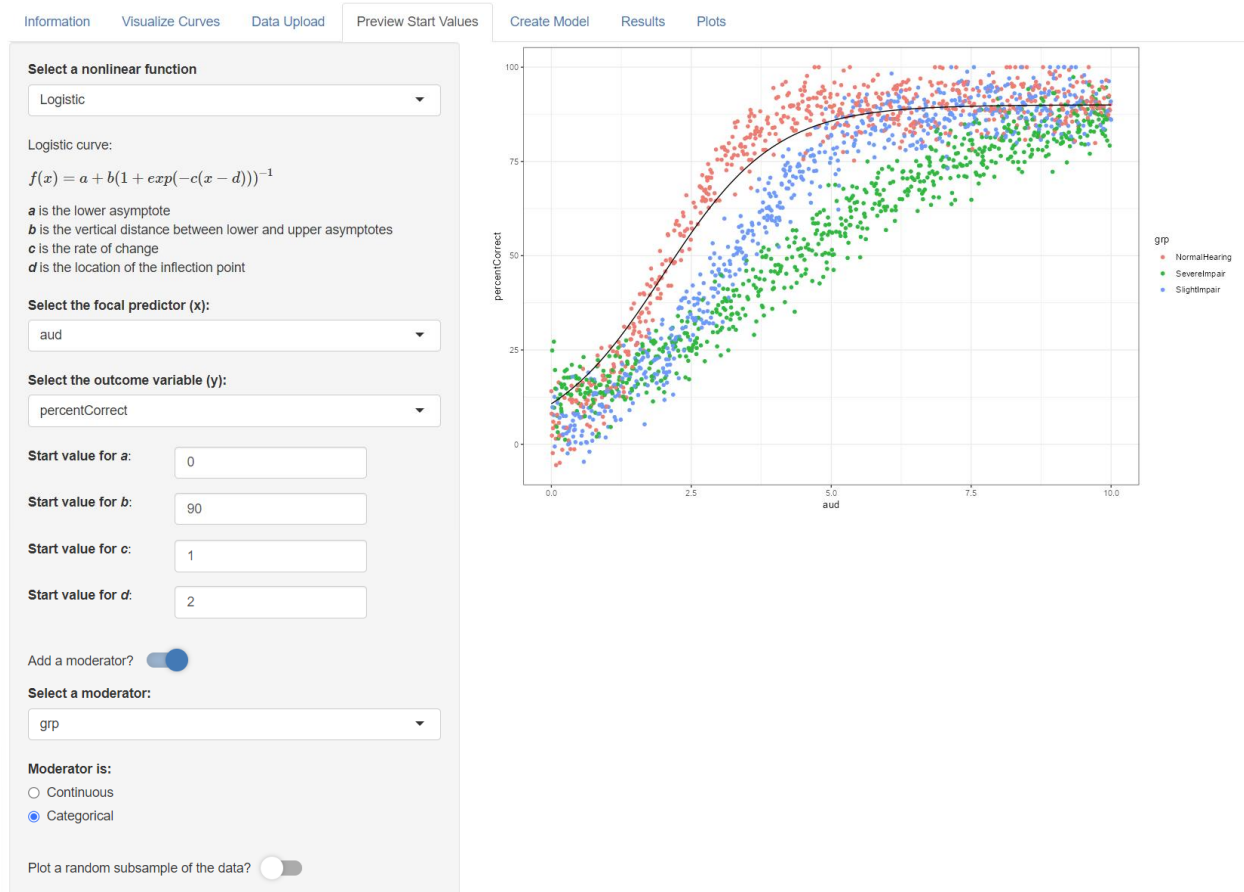 Information Visualize Curves Data Upload Preview Start Values Create Model Results Plots
Select a nonlinear function
Logistic
Logistic curve:
f(x) = a + b(1 + exp(−c(x − d)))⁻¹
a is the lower asymptote
b is the vertical distance between lower and upper asymptotes
c is the rate of change
d is the location of the inflection point
Select the focal predictor (x):
aud
Select the outcome variable (y):
percentCorrect
Start value for a: 0
Start value for b: 90
Start value for c: 1
Start value for d: 2
Add a moderator?
Select a moderator:
grp
Moderator is:
Continuous
Categorical
Plot a random subsample of the data?
percentCorrect
100
75
50
25
0
0.0 2.5 5.0 7.5 10.0
aud
grp
NormalHearing
SevereImpair
SlightImpair